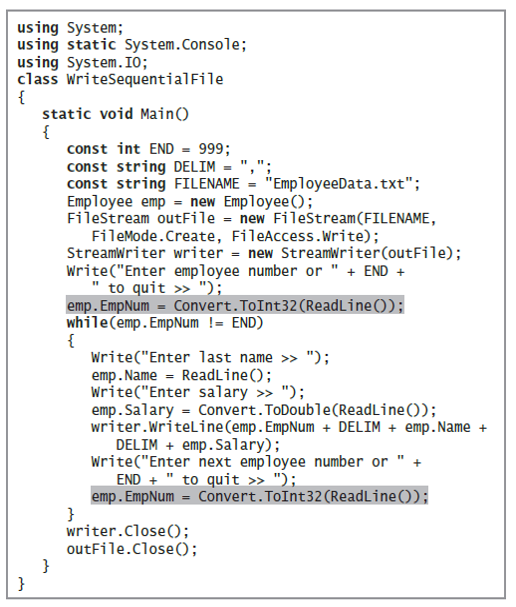 using System;
using static System.Console;
using System.IO;
class WriteSequentialFile
{
static void Main()
{
const int END = 999;
const string DELIM = ",";
const string FILENAME = "EmployeeData.txt";
Employee emp = new Employee();
FileStream outFile = new FileStream(FILENAME,
FileMode.Create, FileAccess.Write);
StreamWriter writer = new StreamWriter(outFile);
Write("Enter employee number or " + END +
" to quit >> ");
emp.EmpNum = Convert.ToInt32(ReadLine());
while(emp.EmpNum != END)
{
Write("Enter last name >> ");
emp.Name = ReadLine();
Write("Enter salary >> ");
emp.Salary = Convert.ToDouble(ReadLine());
writer.WriteLine(emp.EmpNum + DELIM + emp.Name +
DELIM + emp.Salary);
Write("Enter next employee number or " +
END + " to quit >> ");
emp.EmpNum = Convert.ToInt32(ReadLine());
}
writer.Close();
outFile.Close();
}
}